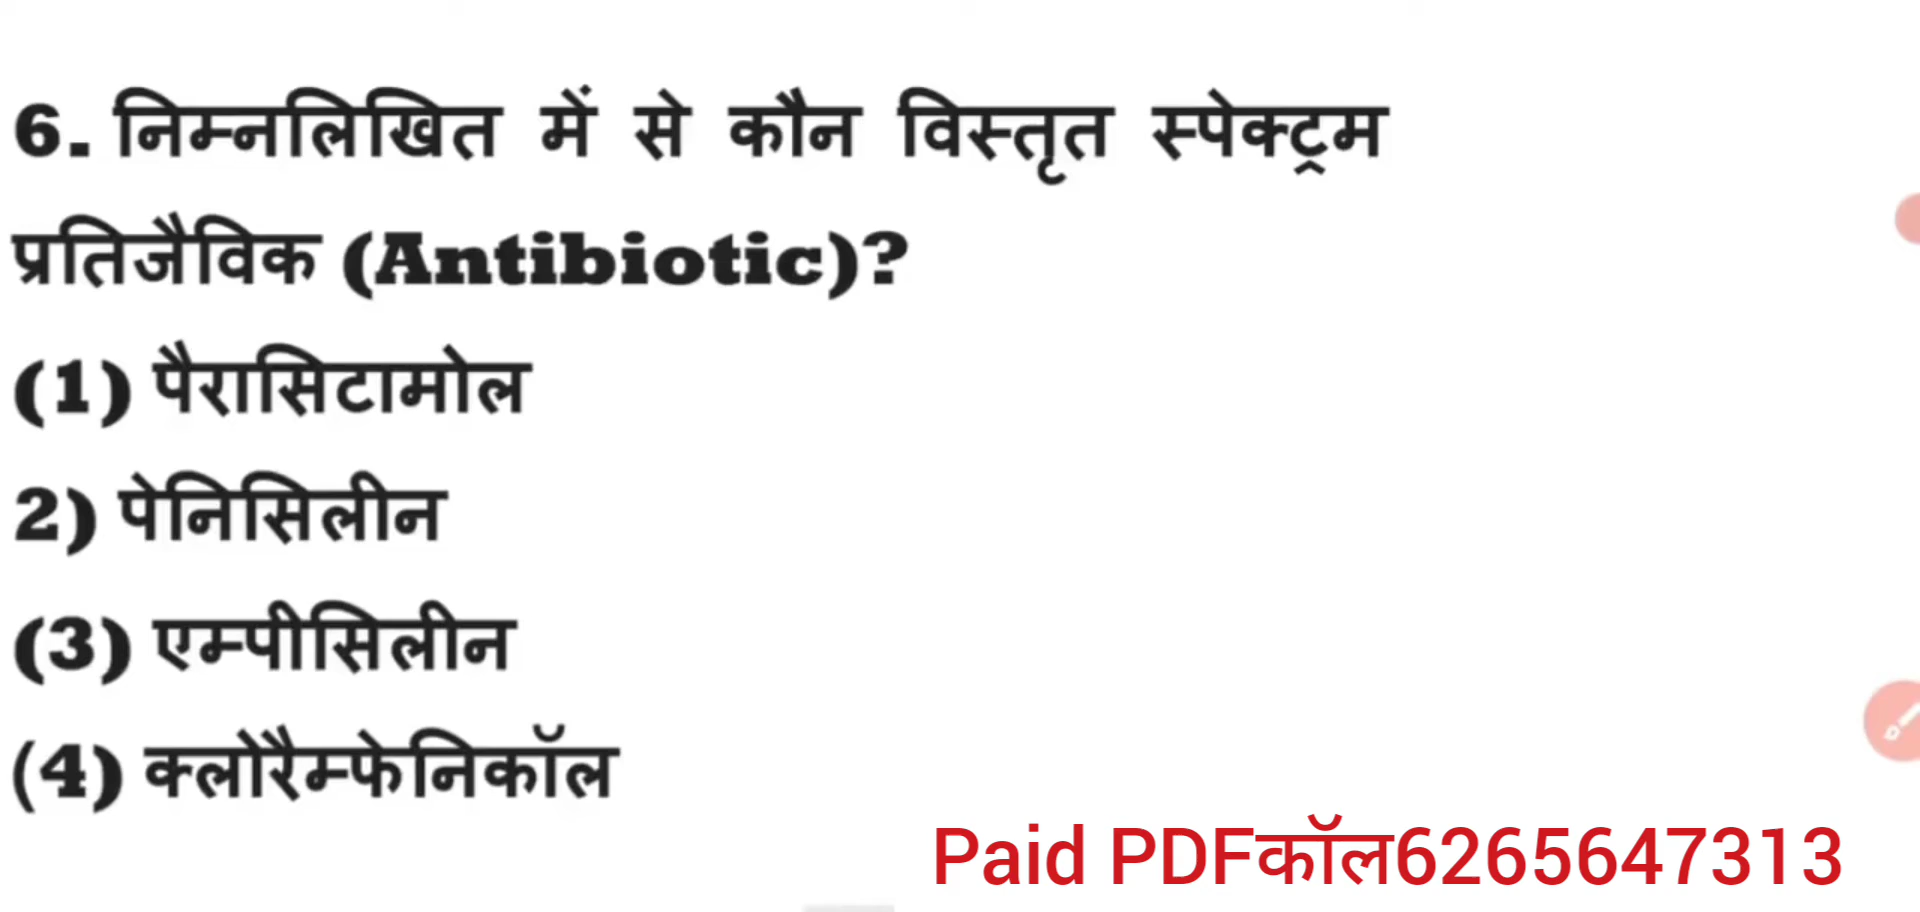 6. निम्नलिखित में से कौन विस्तृत स्पेक्ट्रम
प्रतिजैविक (Antibiotic)?
(1) पैरासिटामोल
2) पेनिसिलीन
(3) एम्पीसिलीन
(4) क्लोरैम्फेनिकॉल
Paid PDFकॉल6265647313